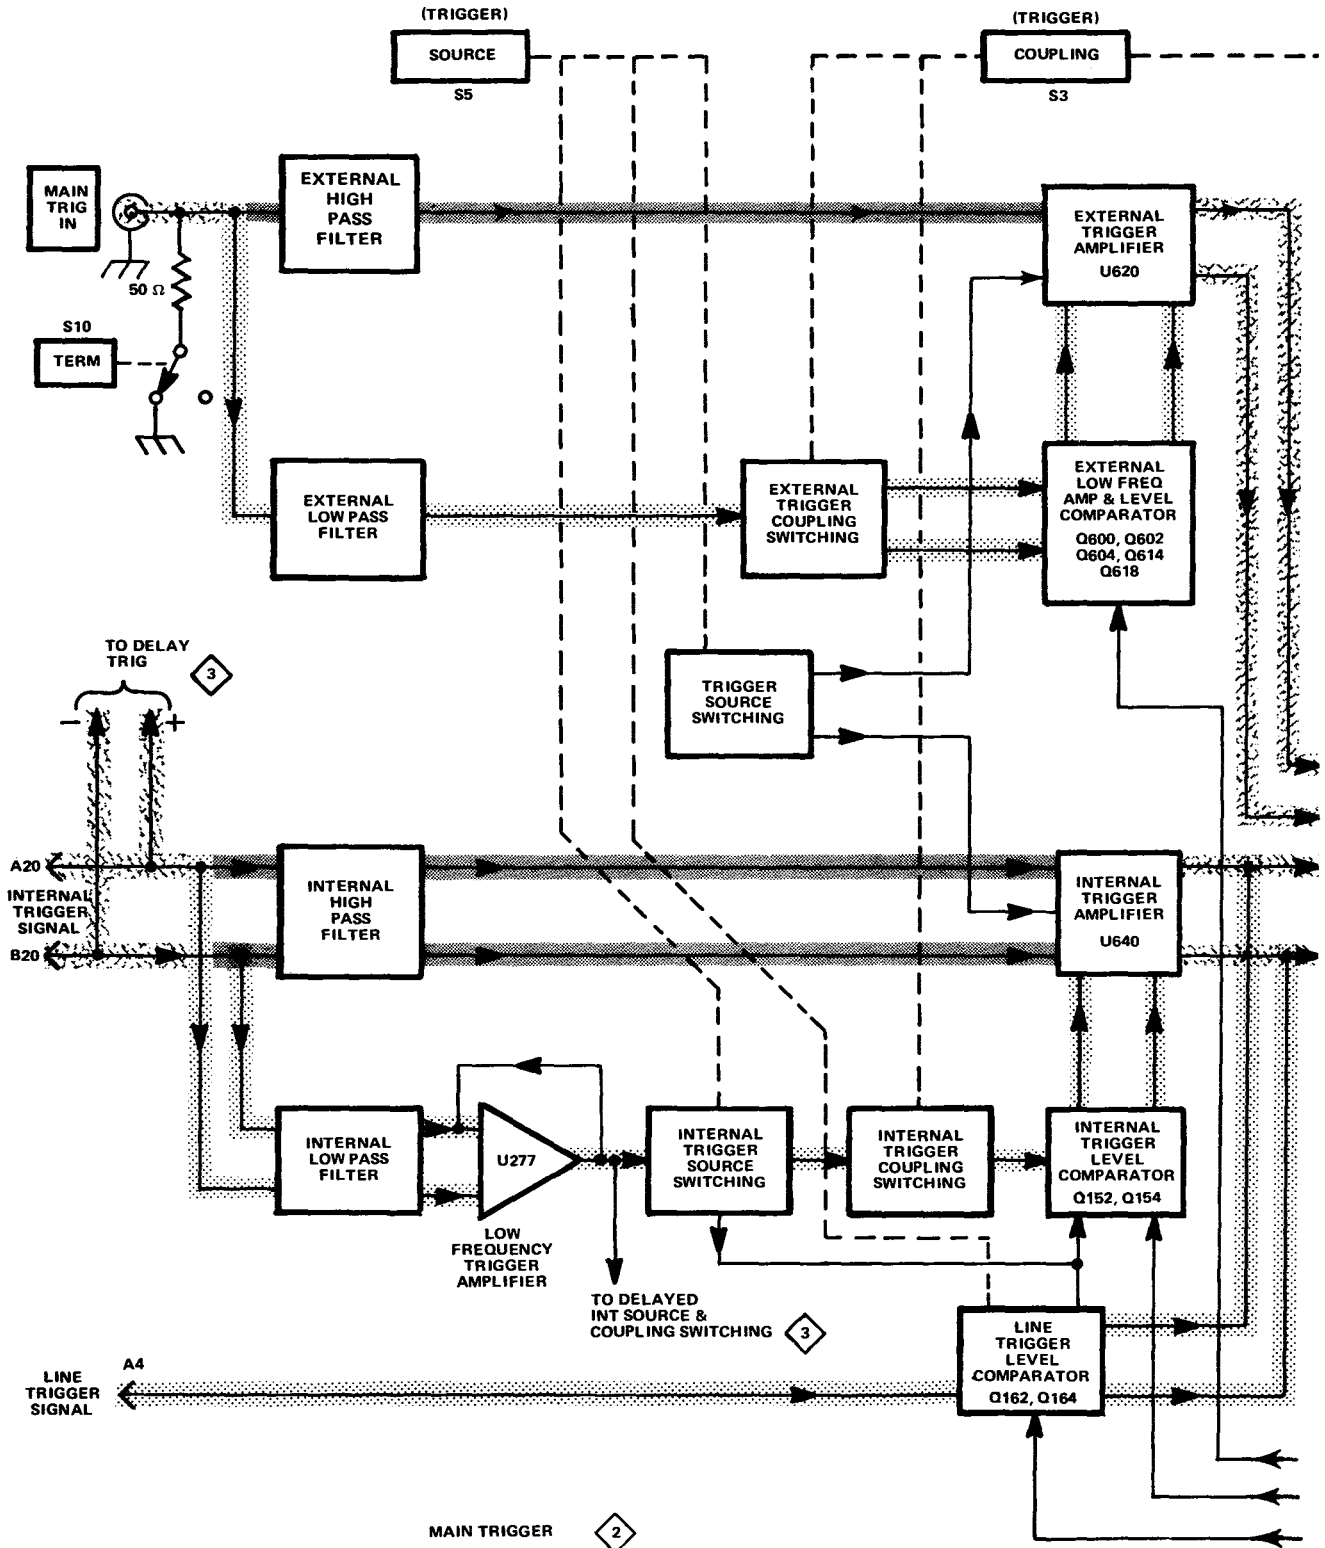 (TRIGGER)
SOURCE
S5
(TRIGGER)
COUPLING
S3
MAIN
TRIG
IN
50 Ω
S10
TERM
EXTERNAL
HIGH
PASS
FILTER
EXTERNAL
TRIGGER
AMPLIFIER
U620
EXTERNAL
LOW PASS
FILTER
EXTERNAL
TRIGGER
COUPLING
SWITCHING
EXTERNAL
LOW FREQ
AMP & LEVEL
COMPARATOR
Q600, Q602
Q604, Q614
Q618
TO DELAY
TRIG
3
− +
TRIGGER
SOURCE
SWITCHING
A20
INTERNAL
TRIGGER
SIGNAL
B20
INTERNAL
HIGH
PASS
FILTER
INTERNAL
TRIGGER
AMPLIFIER
U640
INTERNAL
LOW PASS
FILTER
U277
LOW
FREQUENCY
TRIGGER
AMPLIFIER
INTERNAL
TRIGGER
SOURCE
SWITCHING
INTERNAL
TRIGGER
COUPLING
SWITCHING
INTERNAL
TRIGGER
LEVEL
COMPARATOR
Q152, Q154
TO DELAYED
INT SOURCE &
COUPLING SWITCHING
3
LINE
TRIGGER
LEVEL
COMPARATOR
Q162, Q164
A4
LINE
TRIGGER
SIGNAL
MAIN TRIGGER
2